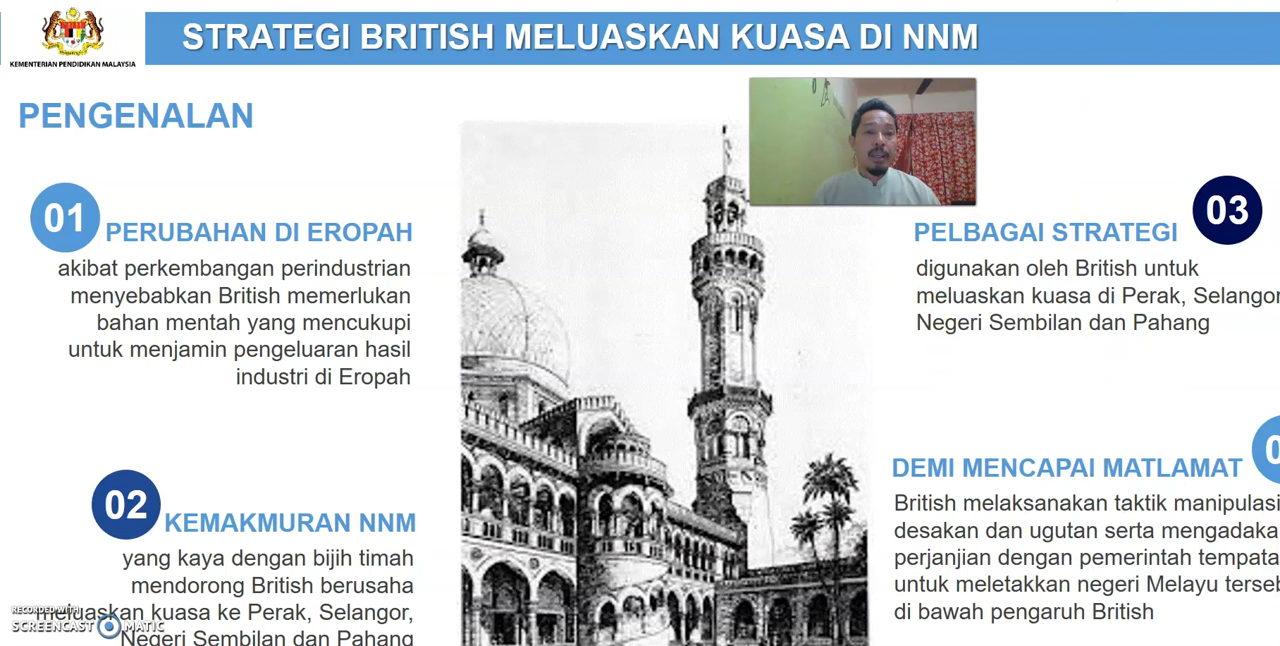 STRATEGI BRITISH MELUASKAN KUASA DI NNM
KEMENTERIAN PENDIDIKAN MALAYSIA
PENGENALAN
01
PERUBAHAN DI EROPAH
akibat perkembangan perindustrian
menyebabkan British memerlukan
bahan mentah yang mencukupi
untuk menjamin pengeluaran hasil
industri di Eropah
02
KEMAKMURAN NNM
yang kaya dengan bijih timah
mendorong British berusaha
meluaskan kuasa ke Perak, Selangor,
Negeri Sembilan dan Pahang
03
PELBAGAI STRATEGI
digunakan oleh British untuk
meluaskan kuasa di Perak, Selangor
Negeri Sembilan dan Pahang
DEMI MENCAPAI MATLAMAT
British melaksanakan taktik manipulasi
desakan dan ugutan serta mengadaka
perjanjian dengan pemerintah tempata
untuk meletakkan negeri Melayu terseb
di bawah pengaruh British
RECORDED WITH
SCREENCAST MATIC